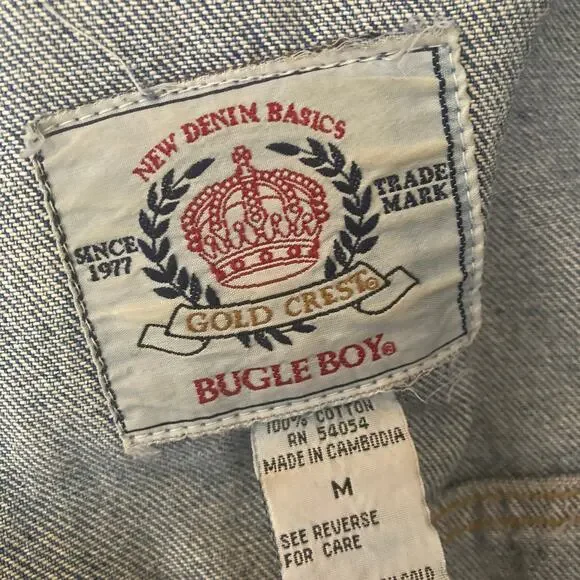 NEW DENIM BASICS
SINCE
1977
TRADE
MARK
GOLD CREST®
BUGLE BOY®
100% COTTON
RN 54054
MADE IN CAMBODIA
M
SEE REVERSE
FOR CARE
GOLD